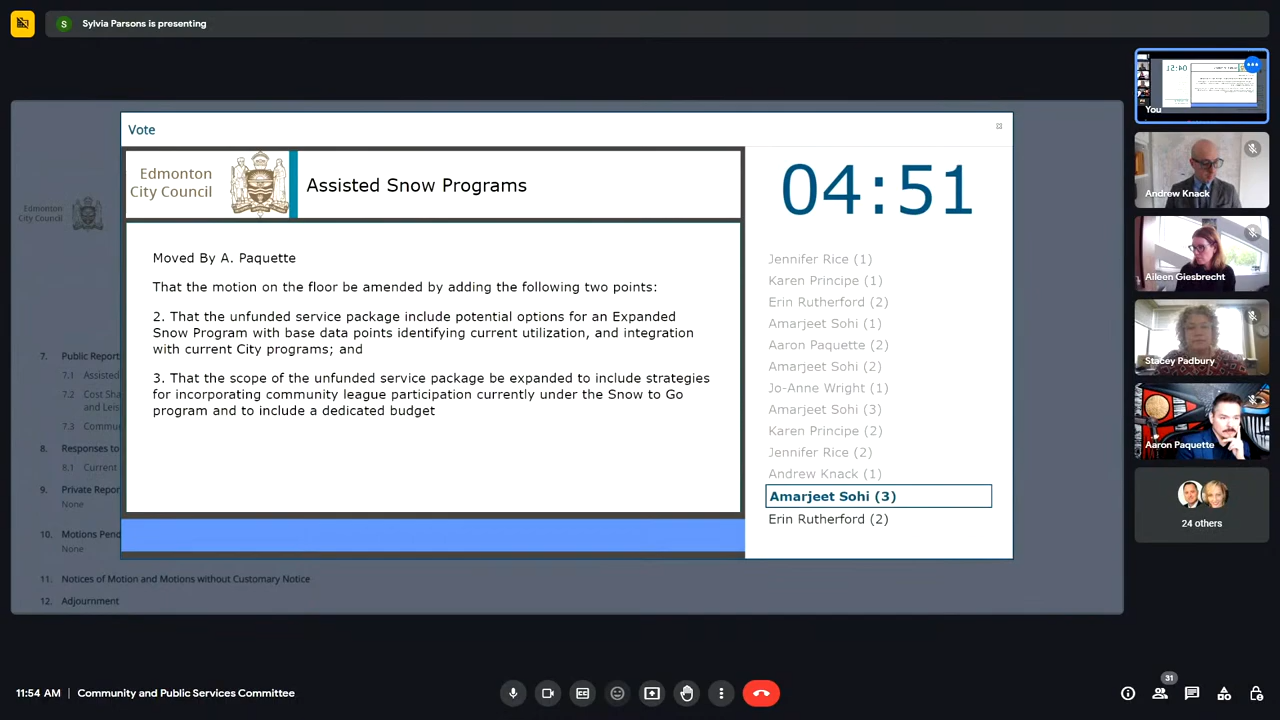 Sylvia Parsons is presenting
S
Vote
Edmonton
City Council
Assisted Snow Programs
04:51
Moved By A. Paquette
That the motion on the floor be amended by adding the following two points:
2. That the unfunded service package include potential options for an Expanded
Snow Program with base data points identifying current utilization, and integration
with current City programs; and
3. That the scope of the unfunded service package be expanded to include strategies
for incorporating community league participation currently under the Snow to Go
program and to include a dedicated budget
Jennifer Rice (1)
Karen Principe (1)
Erin Rutherford (2)
Amarjeet Sohi (1)
Aaron Paquette (2)
Amarjeet Sohi (2)
Jo-Anne Wright (1)
Amarjeet Sohi (3)
Karen Principe (2)
Jennifer Rice (2)
Andrew Knack (1)
Amarjeet Sohi (3)
Erin Rutherford (2)
Edmonton
City Council
7. Public Report
7.1 Assisted
7.2 Cost Sha
and Leis
7.3 Commu
8. Responses to
8.1 Current
9. Private Repor
None
10. Motions Pend
None
11. Notices of Motion and Motions without Customary Notice
12. Adjournment
You
Andrew Knack
Aileen Giesbrecht
Stacey Padbury
Aaron Paquette
24 others
11:54 AM | Community and Public Services Committee
31